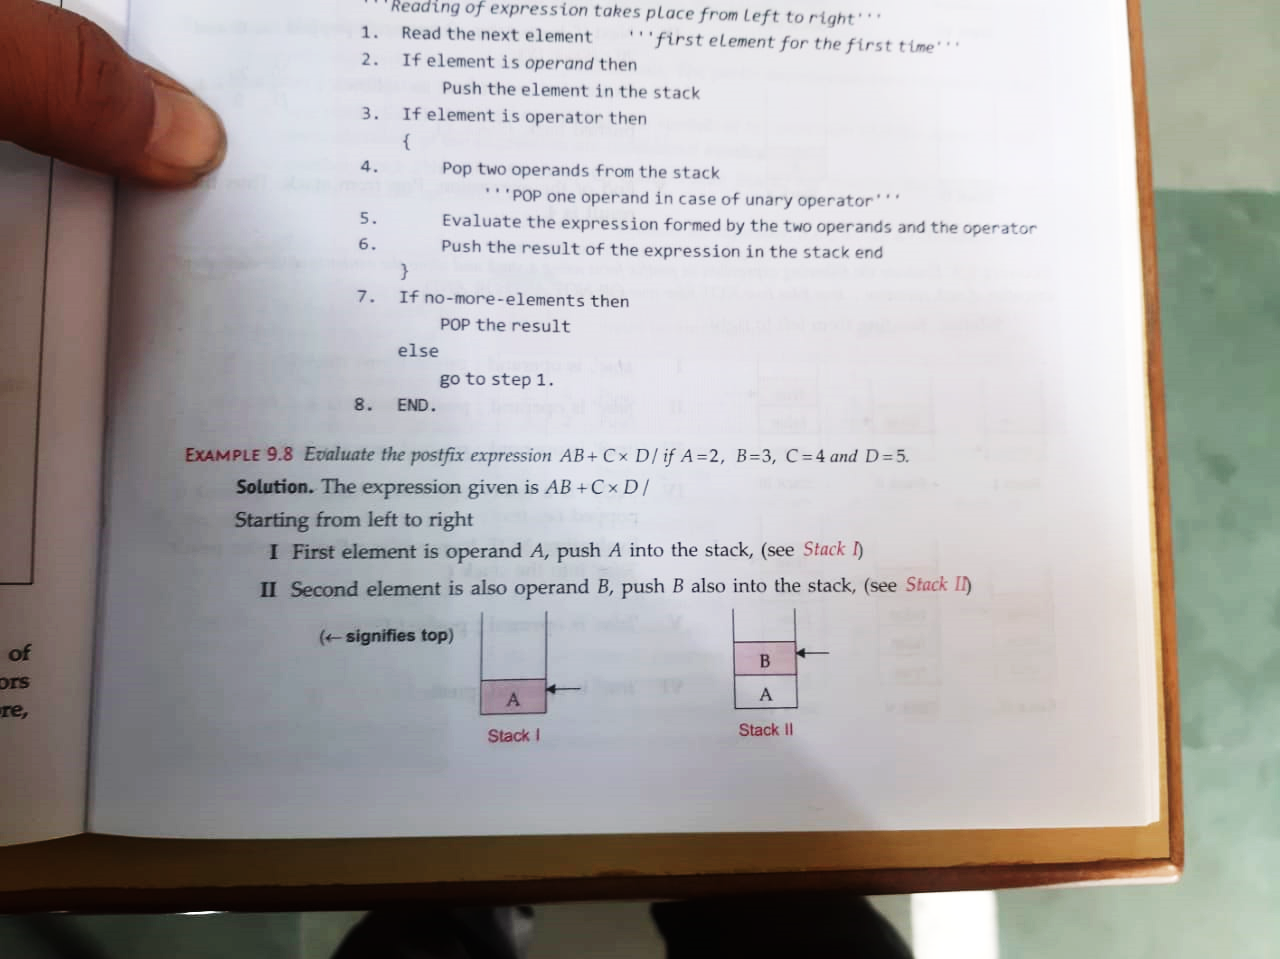 '''Reading of expression takes place from left to right'''
1. Read the next element '''first element for the first time'''
2. If element is operand then
Push the element in the stack
3. If element is operator then
{
4. Pop two operands from the stack
'''POP one operand in case of unary operator'''
5. Evaluate the expression formed by the two operands and the operator
6. Push the result of the expression in the stack end
}
7. If no-more-elements then
POP the result
else
go to step 1.
8. END.
EXAMPLE 9.8 Evaluate the postfix expression AB+ C× D/ if A=2, B=3, C=4 and D=5.
Solution. The expression given is AB +C× D /
Starting from left to right
I First element is operand A, push A into the stack, (see Stack I)
II Second element is also operand B, push B also into the stack, (see Stack II)
(← signifies top)
A
Stack I
B
A
Stack II
of
ors
re,